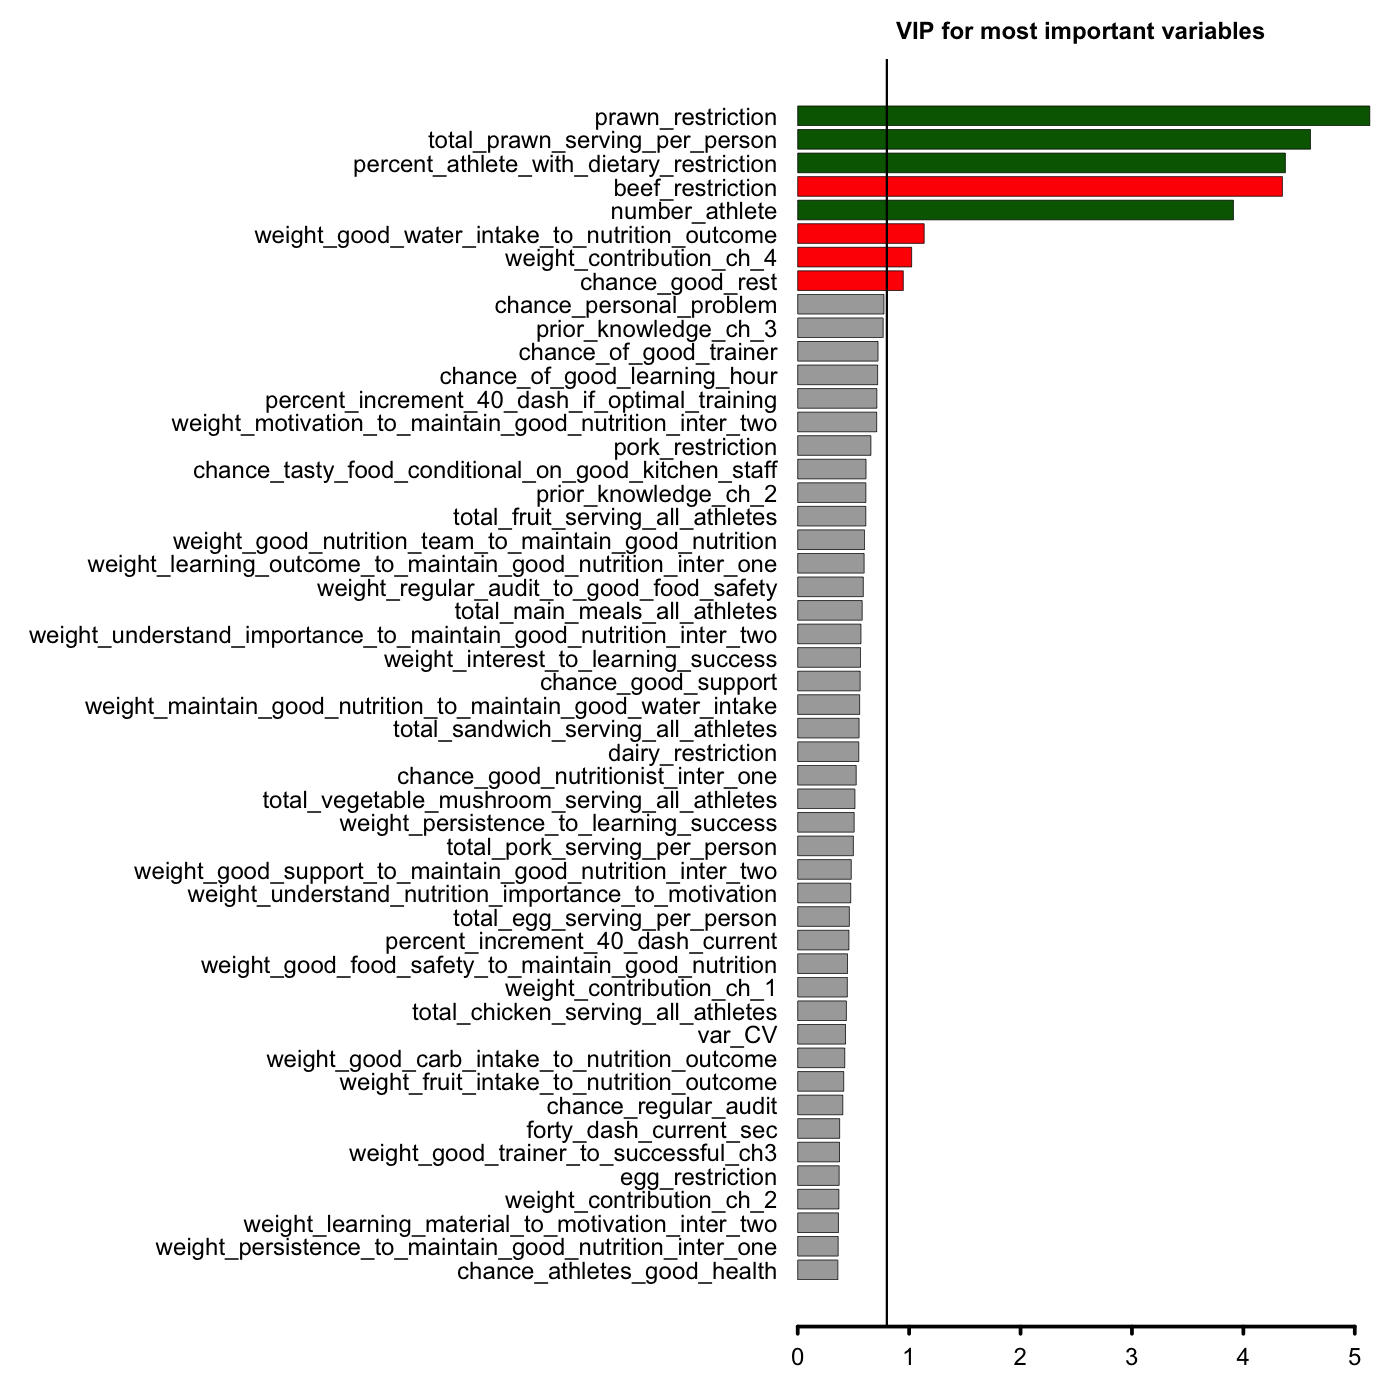 VIP for most important variables
prawn_restriction
total_prawn_serving_per_person
percent_athlete_with_dietary_restriction
beef_restriction
number_athlete
weight_good_water_intake_to_nutrition_outcome
weight_contribution_ch_4
chance_good_rest
chance_personal_problem
prior_knowledge_ch_3
chance_of_good_trainer
chance_of_good_learning_hour
percent_increment_40_dash_if_optimal_training
weight_motivation_to_maintain_good_nutrition_inter_two
pork_restriction
chance_tasty_food_conditional_on_good_kitchen_staff
prior_knowledge_ch_2
total_fruit_serving_all_athletes
weight_good_nutrition_team_to_maintain_good_nutrition
weight_learning_outcome_to_maintain_good_nutrition_inter_one
weight_regular_audit_to_good_food_safety
total_main_meals_all_athletes
weight_understand_importance_to_maintain_good_nutrition_inter_two
weight_interest_to_learning_success
chance_good_support
weight_maintain_good_nutrition_to_maintain_good_water_intake
total_sandwich_serving_all_athletes
dairy_restriction
chance_good_nutritionist_inter_one
total_vegetable_mushroom_serving_all_athletes
weight_persistence_to_learning_success
total_pork_serving_per_person
weight_good_support_to_maintain_good_nutrition_inter_two
weight_understand_nutrition_importance_to_motivation
total_egg_serving_per_person
percent_increment_40_dash_current
weight_good_food_safety_to_maintain_good_nutrition
weight_contribution_ch_1
total_chicken_serving_all_athletes
var_CV
weight_good_carb_intake_to_nutrition_outcome
weight_fruit_intake_to_nutrition_outcome
chance_regular_audit
forty_dash_current_sec
weight_good_trainer_to_successful_ch3
egg_restriction
weight_contribution_ch_2
weight_learning_material_to_motivation_inter_two
weight_persistence_to_maintain_good_nutrition_inter_one
chance_athletes_good_health
0 1 2 3 4 5